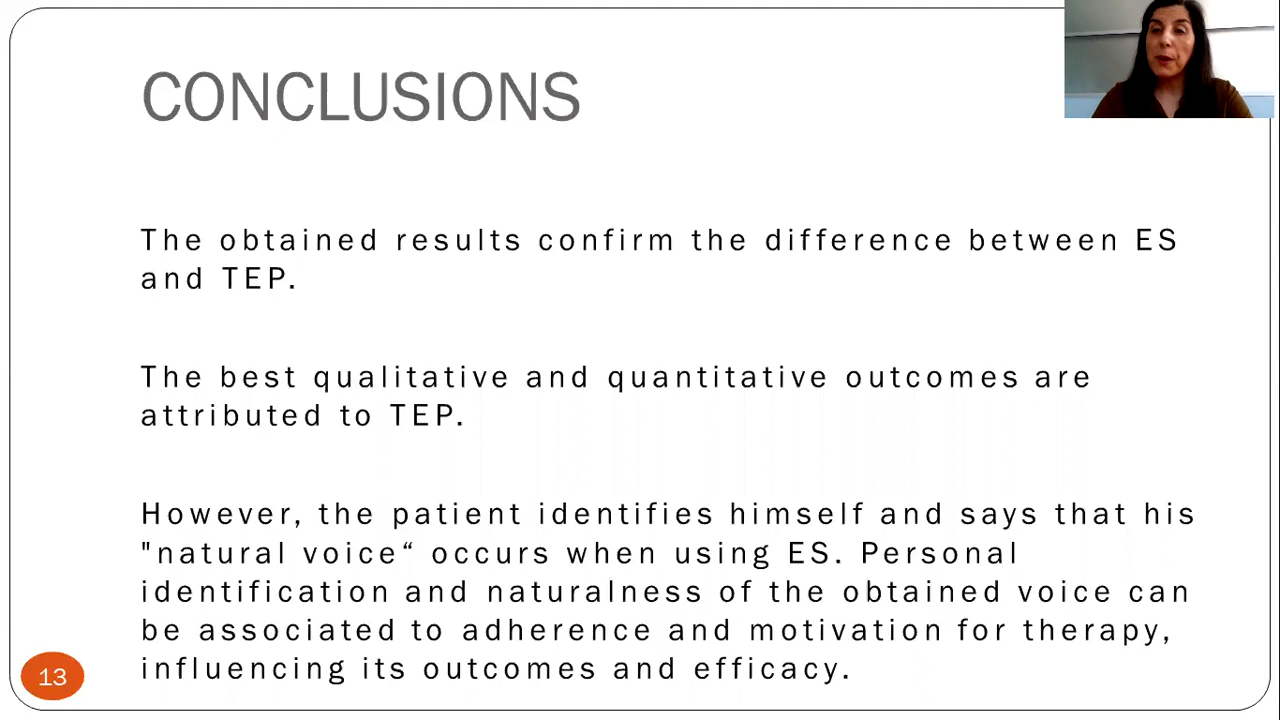 CONCLUSIONS
The obtained results confirm the difference between ES
and TEP.
The best qualitative and quantitative outcomes are
attributed to TEP.
However, the patient identifies himself and says that his
"natural voice“ occurs when using ES. Personal
identification and naturalness of the obtained voice can
be associated to adherence and motivation for therapy,
influencing its outcomes and efficacy.
13